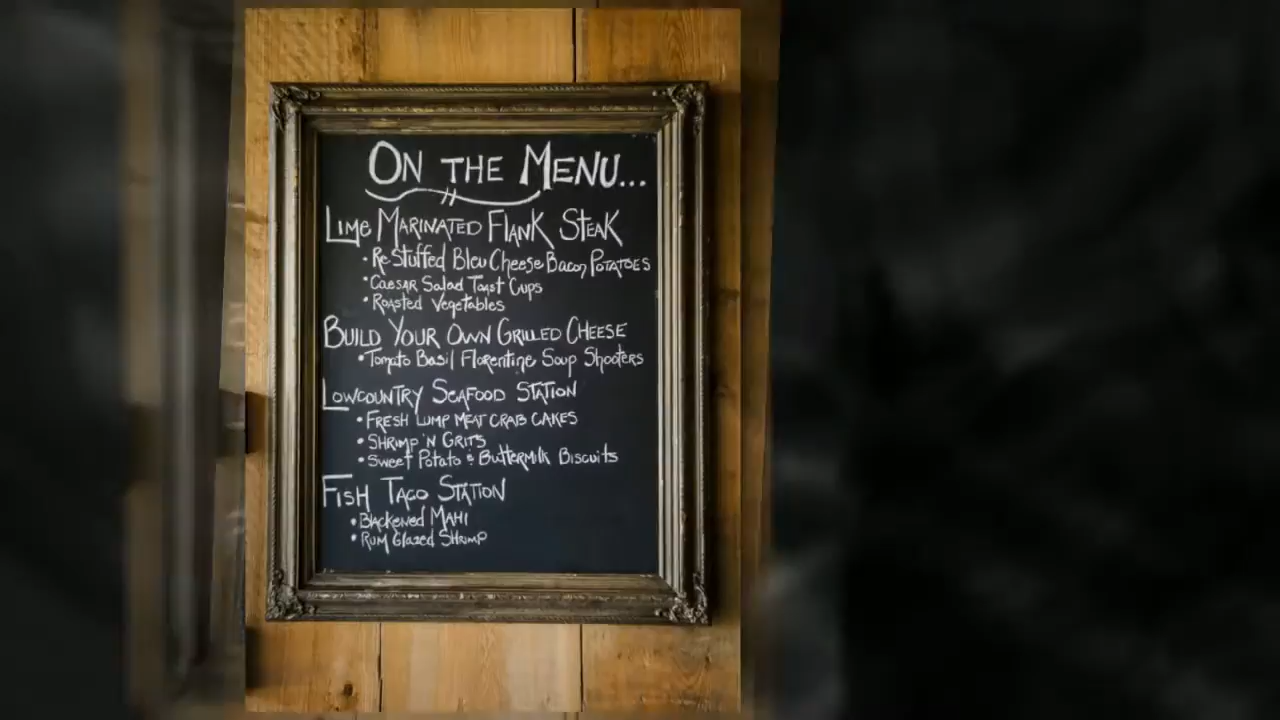 ON THE MENU...
LIME MARINATED FLANK STEAK
• Re-Stuffed Bleu Cheese Bacon POTATOES
• CAESAR Salad Toast Cups
• Roasted Vegetables
BUILD YOUR OWN GRILLED CHEESE
• Tomato Basil Florentine Soup Shooters
LOWCOUNTRY SEAFOOD STATION
• FRESH LUMP MEAT CRAB CAKES
• SHRIMP 'N GRITS
• Sweet Potato & Buttermilk Biscuits
FISH TACO STATION
• Blackened MAHI
• RUM Glazed Shrimp